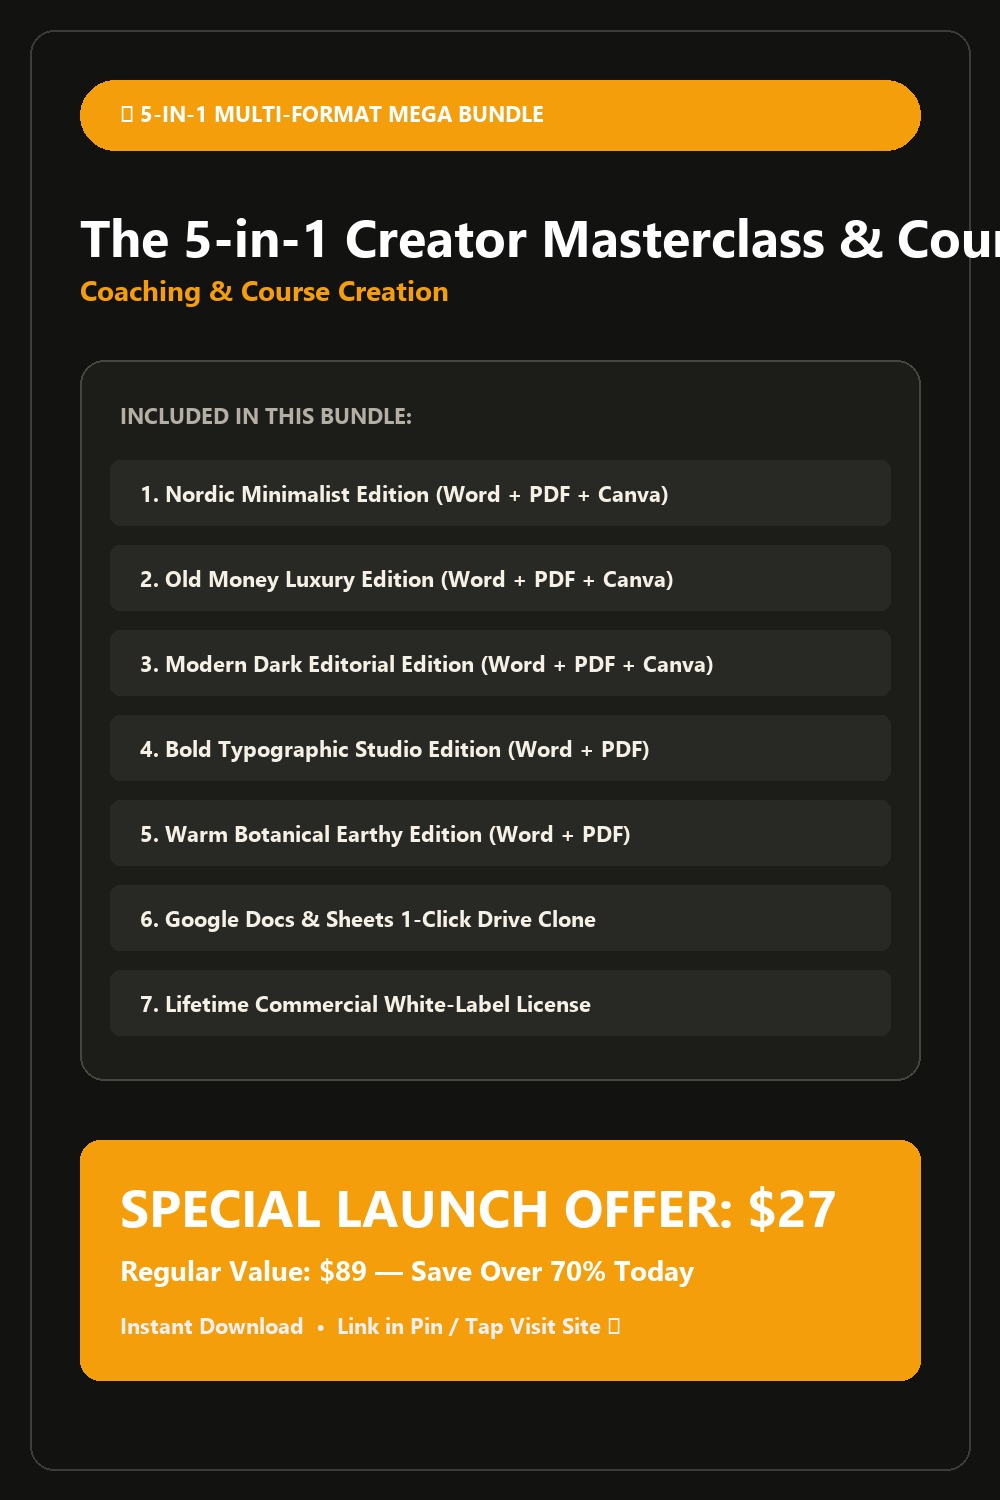 5-IN-1 MULTI-FORMAT MEGA BUNDLE
The 5-in-1 Creator Masterclass &
Coaching & Course Creation
INCLUDED IN THIS BUNDLE:
1. Nordic Minimalist Edition (Word + PDF + Canva)
2. Old Money Luxury Edition (Word + PDF + Canva)
3. Modern Dark Editorial Edition (Word + PDF + Canva)
4. Bold Typographic Studio Edition (Word + PDF)
5. Warm Botanical Earthy Edition (Word + PDF)
6. Google Docs & Sheets 1-Click Drive Clone
7. Lifetime Commercial White-Label License
SPECIAL LAUNCH OFFER: $27
Regular Value: $89 — Save Over 70% Today
Instant Download • Link in Pin / Tap Visit Site